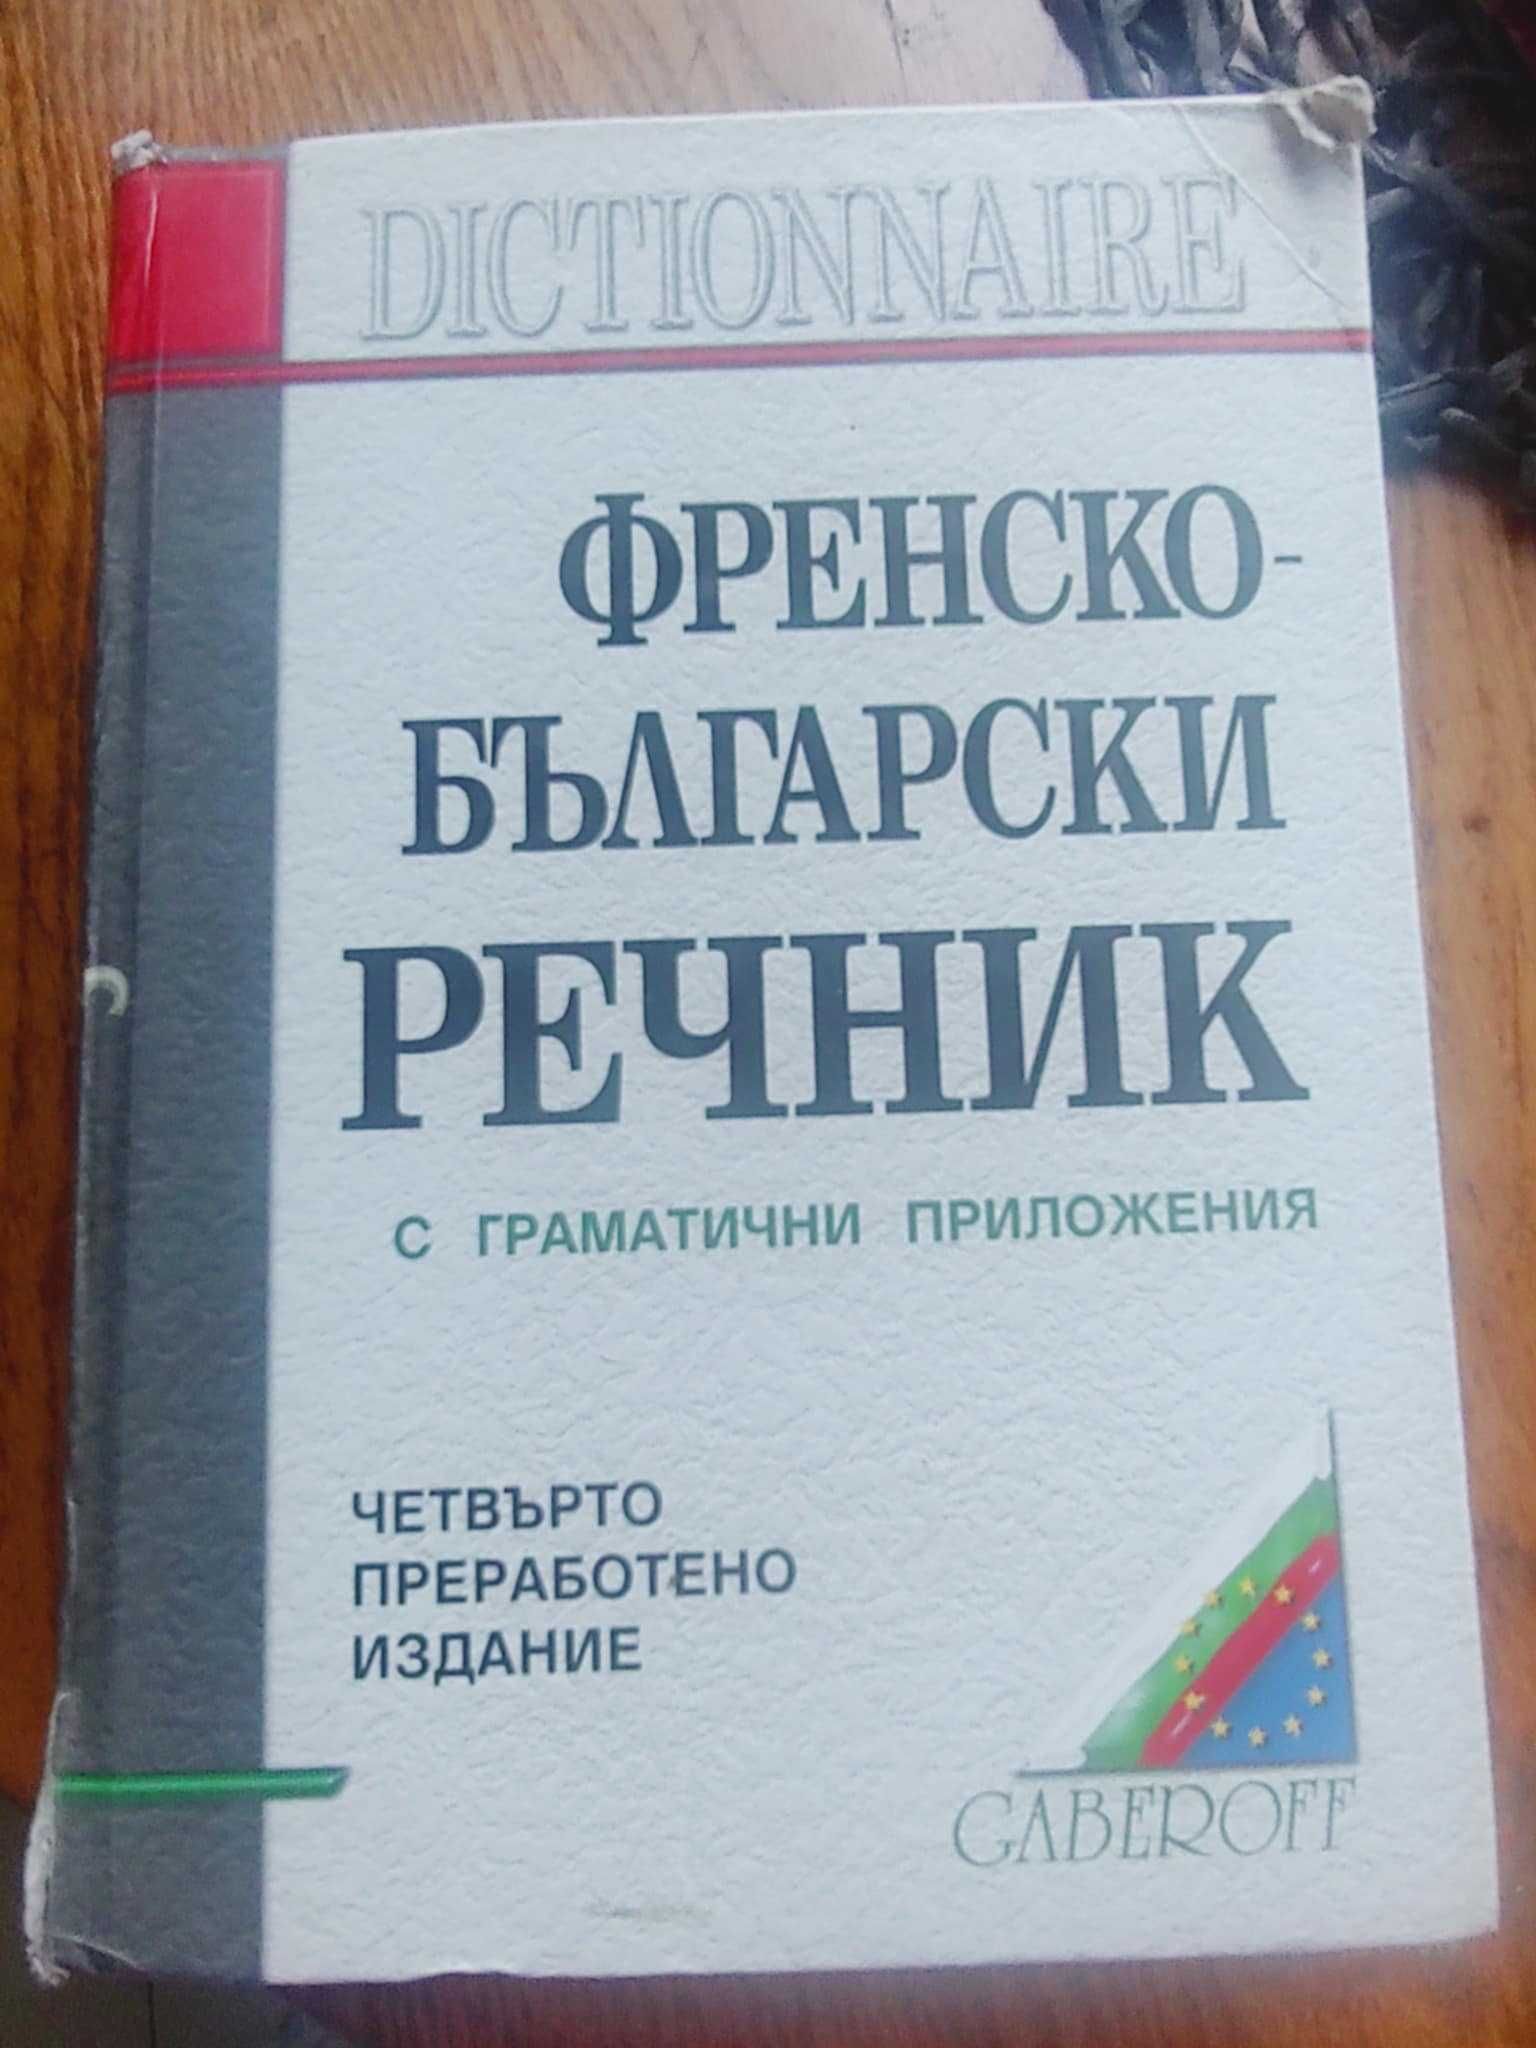 DICTIONNAIRE
ФРЕНСКО-
БЪЛГАРСКИ
РЕЧНИК
С ГРАМАТИЧНИ ПРИЛОЖЕНИЯ
ЧЕТВЪРТО
ПРЕРАБОТЕНО
ИЗДАНИЕ
GABEROFF